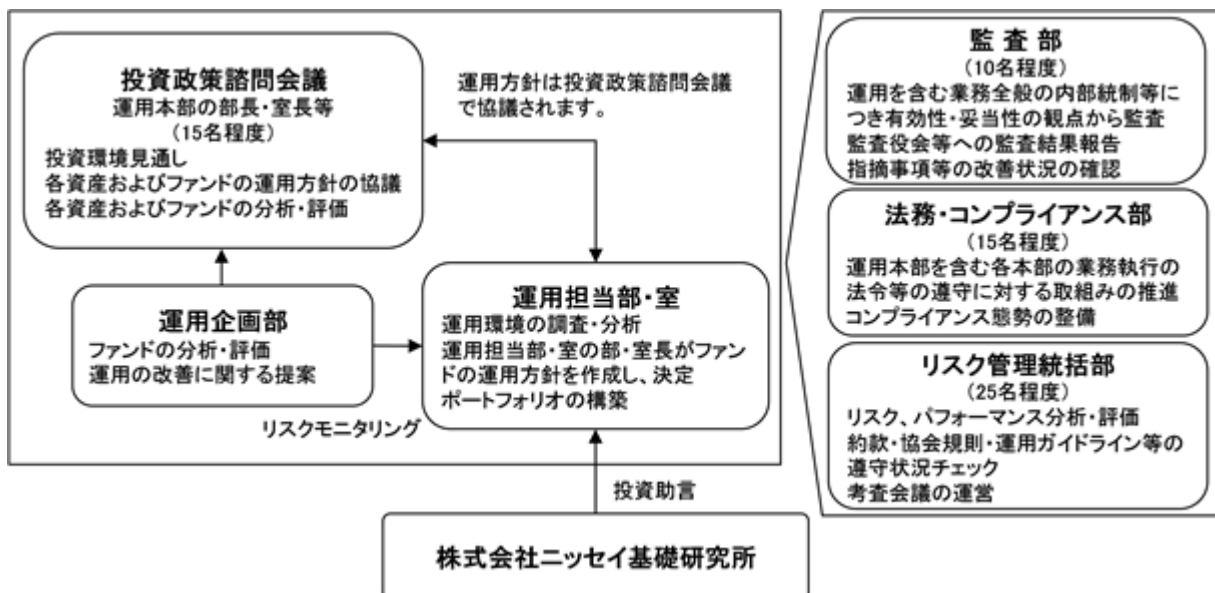 投資政策諮問会議
運用本部の部長・室長等
(15名程度)
投資環境見通し
各資産およびファンドの運用方針の協議
各資産およびファンドの分析・評価
運用方針は投資政策諮問会議
で協議されます。
運用企画部
ファンドの分析・評価
運用の改善に関する提案
リスクモニタリング
運用担当部・室
運用環境の調査・分析
運用担当部・室の部・室長がファン
ドの運用方針を作成し、決定
ポートフォリオの構築
投資助言
株式会社ニッセイ基礎研究所
監 査 部
(10名程度)
運用を含む業務全般の内部統制等に
つき有効性・妥当性の観点から監査
監査役会等への監査結果報告
指摘事項等の改善状況の確認
法務・コンプライアンス部
(15名程度)
運用本部を含む各本部の業務執行の
法令等の遵守に対する取組みの推進
コンプライアンス態勢の整備
リスク管理統括部
(25名程度)
リスク、パフォーマンス分析・評価
約款・協会規則・運用ガイドライン等の
遵守状況チェック
考査会議の運営